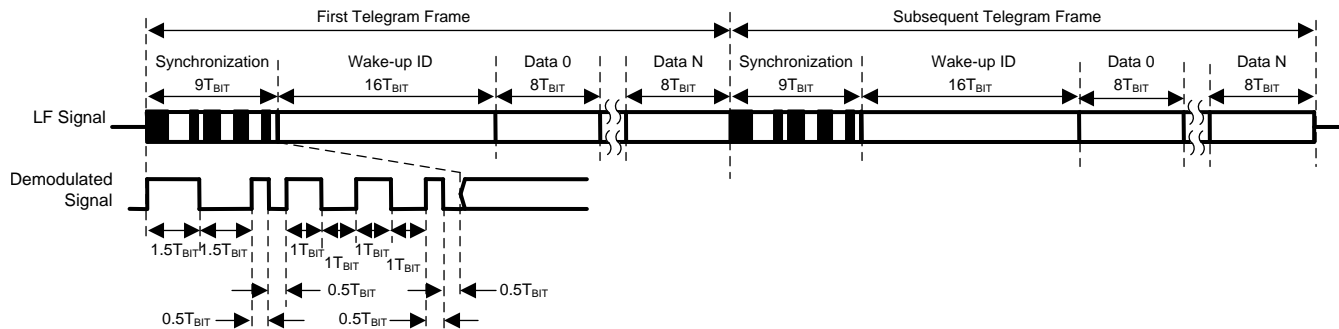 First Telegram Frame
Subsequent Telegram Frame
Synchronization
Wake-up ID
Data 0
Data N
Synchronization
Wake-up ID
Data 0
Data N
9TBIT
16TBIT
8TBIT
8TBIT
9TBIT
16TBIT
8TBIT
8TBIT
LF Signal
Demodulated
Signal
1.5TBIT
1.5TBIT
1TBIT
1TBIT
1TBIT
1TBIT
0.5TBIT
0.5TBIT
0.5TBIT
0.5TBIT